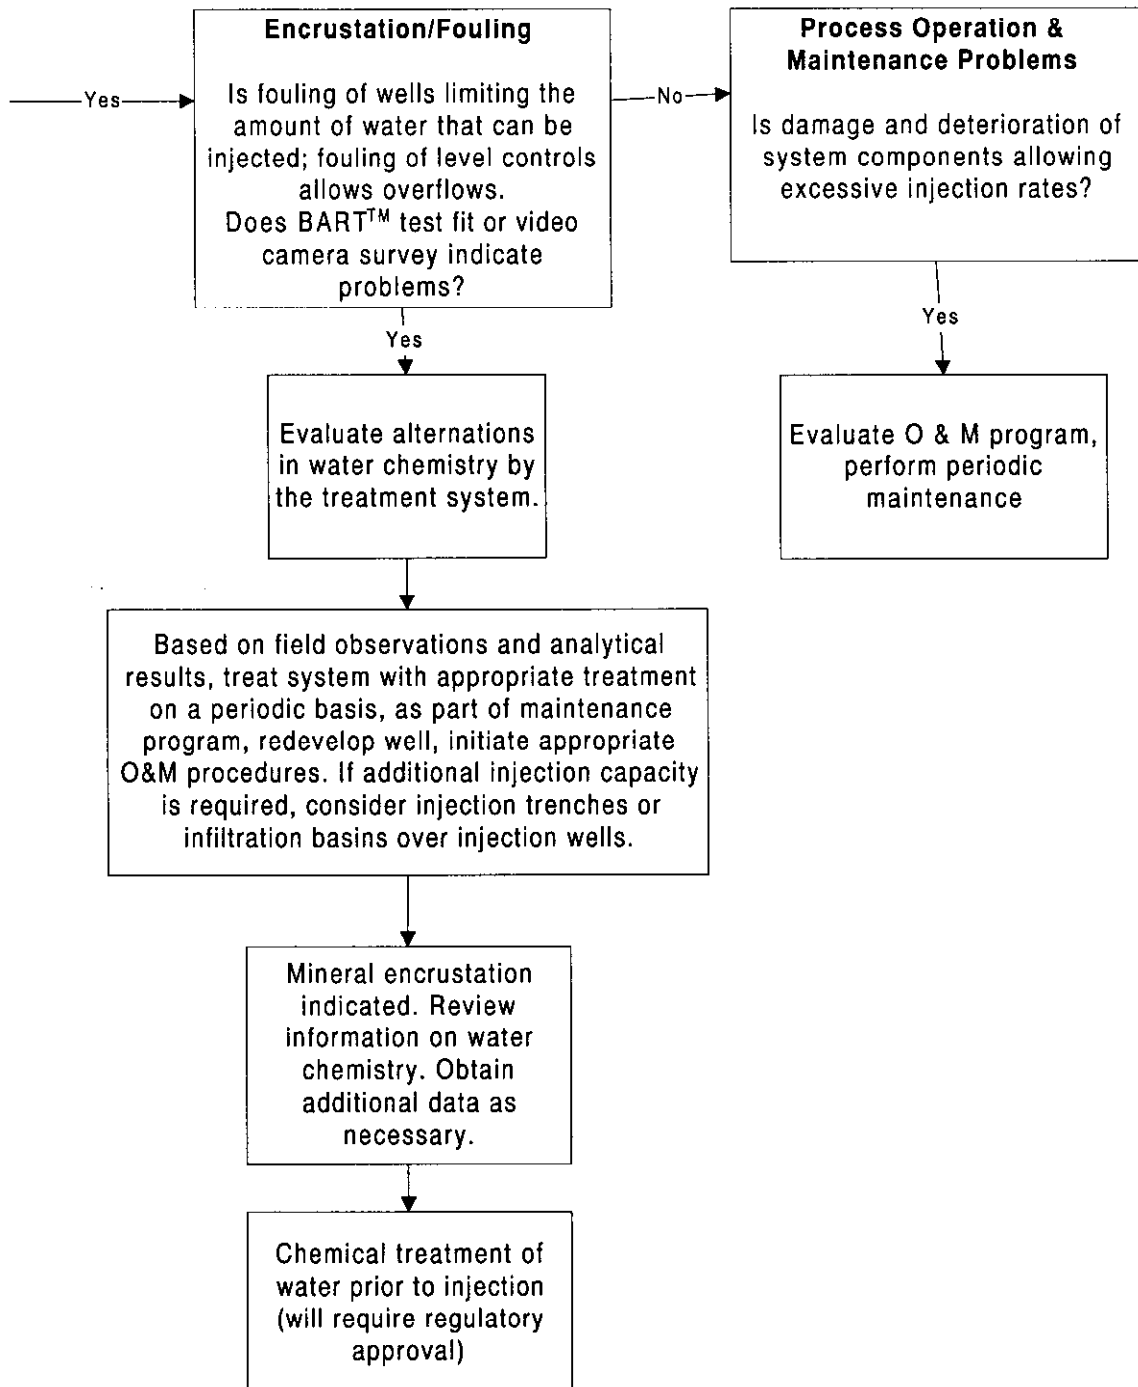 Yes
Encrustation/Fouling
Is fouling of wells limiting the
amount of water that can be
injected; fouling of level controls
allows overflows.
Does BART™ test fit or video
camera survey indicate
problems?
No
Process Operation &
Maintenance Problems
Is damage and deterioration of
system components allowing
excessive injection rates?
Yes
Yes
Evaluate alternations
in water chemistry by
the treatment system.
Evaluate O & M program,
perform periodic
maintenance
Based on field observations and analytical
results, treat system with appropriate treatment
on a periodic basis, as part of maintenance
program, redevelop well, initiate appropriate
O&M procedures. If additional injection capacity
is required, consider injection trenches or
infiltration basins over injection wells.
Mineral encrustation
indicated. Review
information on water
chemistry. Obtain
additional data as
necessary.
Chemical treatment of
water prior to injection
(will require regulatory
approval)